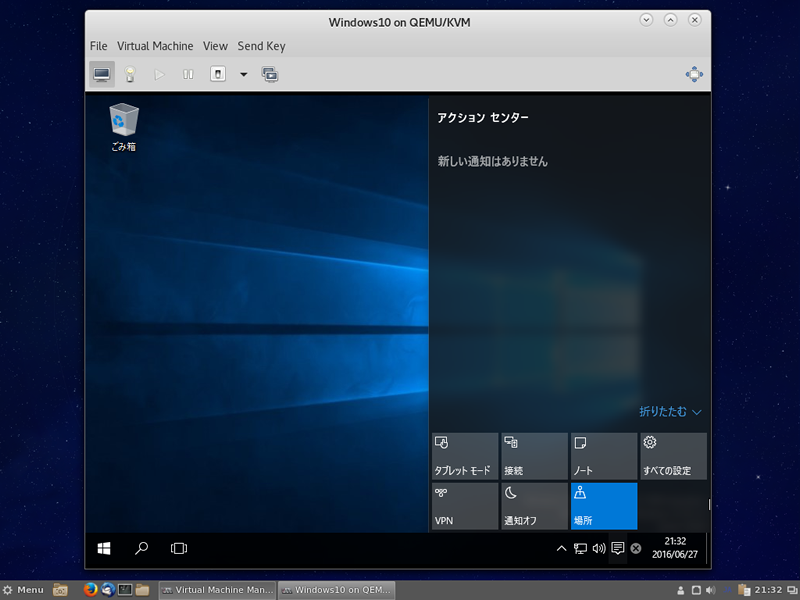 Windows10 on QEMU/KVM
File Virtual Machine View Send Key
アクション センター
ごみ箱
新しい通知はありません
折りたたむ
タブレット モード 接続 ノート すべての設定
VPN 通知オフ 場所
21:32
2016/06/27
Menu Virtual Machine Man... Windows10 on QEM... 21:32